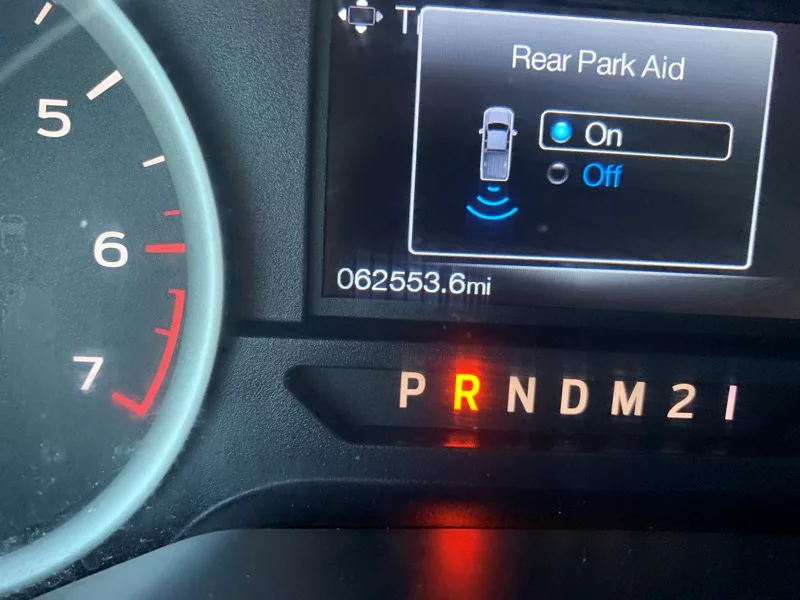 5
6
7
Rear Park Aid
On
Off
062553.6mi
P R N D M 2 1